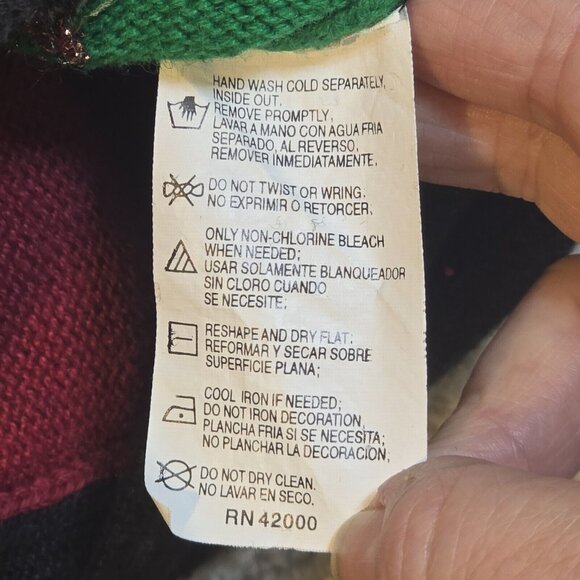 HAND WASH COLD SEPARATELY,
INSIDE OUT,
REMOVE PROMPTLY,
LAVAR A MANO CON AGUA FRIA
SEPARADO, AL REVERSO,
REMOVER INMEDIATAMENTE,
DO NOT TWIST OR WRING;
NO EXPRIMIR O RETORCER,
ONLY NON-CHLORINE BLEACH
WHEN NEEDED;
USAR SOLAMENTE BLANQUEADOR
SIN CLORO CUANDO
SE NECESITE;
RESHAPE AND DRY FLAT;
REFORMAR Y SECAR SOBRE
SUPERFICIE PLANA;
COOL IRON IF NEEDED;
DO NOT IRON DECORATION,
PLANCHA FRIA SI SE NECESITA;
NO PLANCHAR LA DECORACION,
DO NOT DRY CLEAN.
NO LAVAR EN SECO.
RN 42000